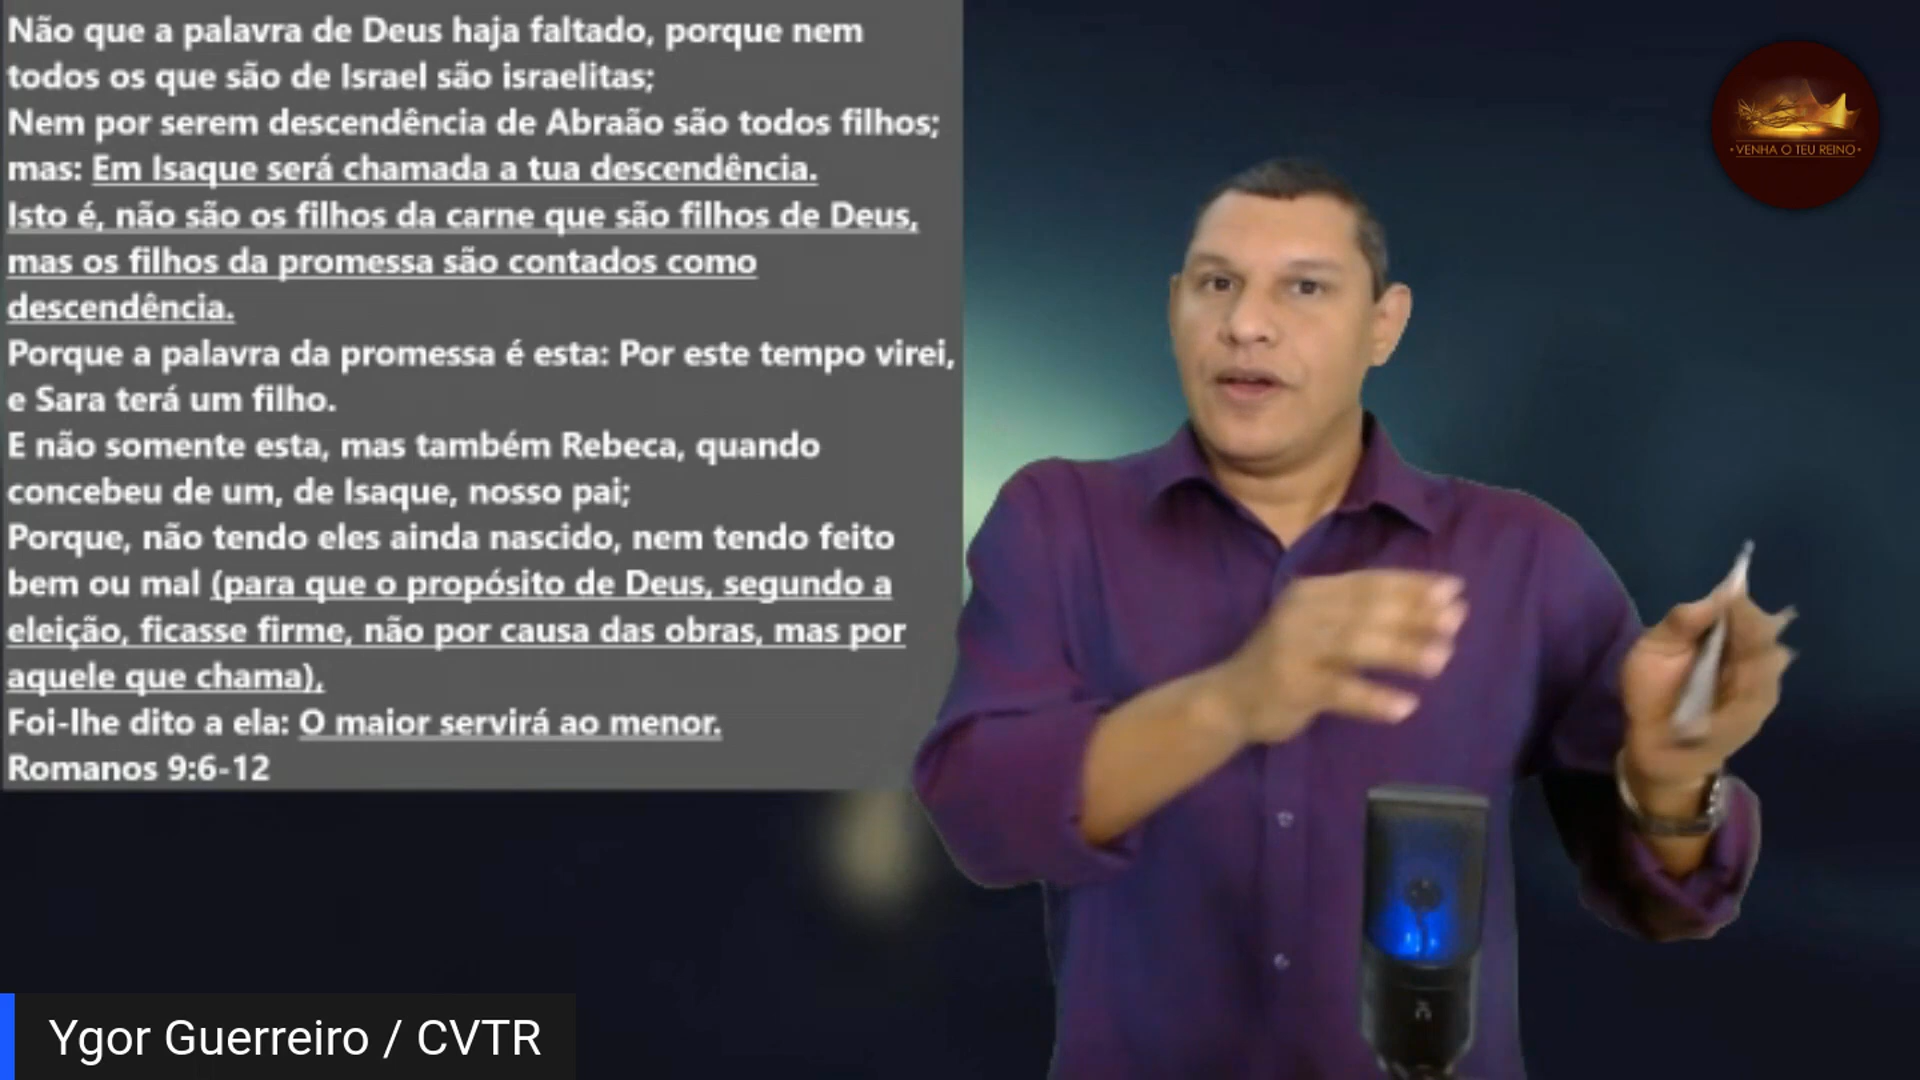 Não que a palavra de Deus haja faltado, porque nem
todos os que são de Israel são israelitas;
Nem por serem descendência de Abraão são todos filhos;
mas: Em Isaque será chamada a tua descendência.
Isto é, não são os filhos da carne que são filhos de Deus,
mas os filhos da promessa são contados como
descendência.
Porque a palavra da promessa é esta: Por este tempo virei,
e Sara terá um filho.
E não somente esta, mas também Rebeca, quando
concebeu de um, de Isaque, nosso pai;
Porque, não tendo eles ainda nascido, nem tendo feito
bem ou mal (para que o propósito de Deus, segundo a
eleição, ficasse firme, não por causa das obras, mas por
aquele que chama),
Foi-lhe dito a ela: O maior servirá ao menor.
Romanos 9:6-12
• VENHA O TEU REINO •
Ygor Guerreiro / CVTR